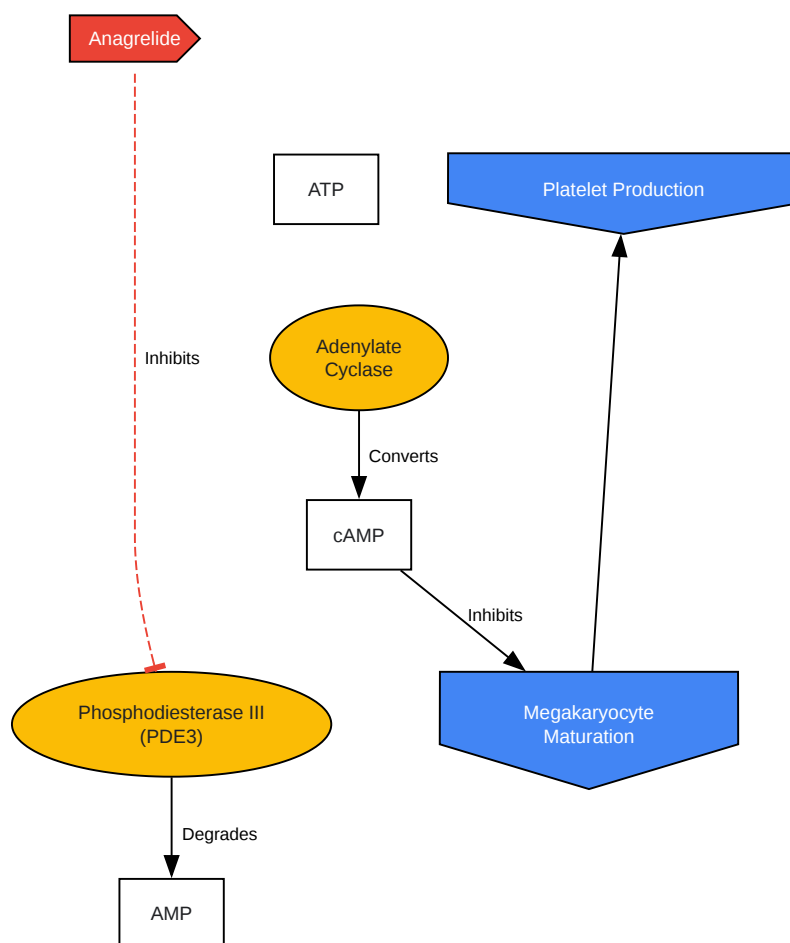 Anagrelide
ATP
Platelet Production
Adenylate
Cyclase
Inhibits
Converts
cAMP
Inhibits
Phosphodiesterase III
(PDE3)
Megakaryocyte
Maturation
Degrades
AMP